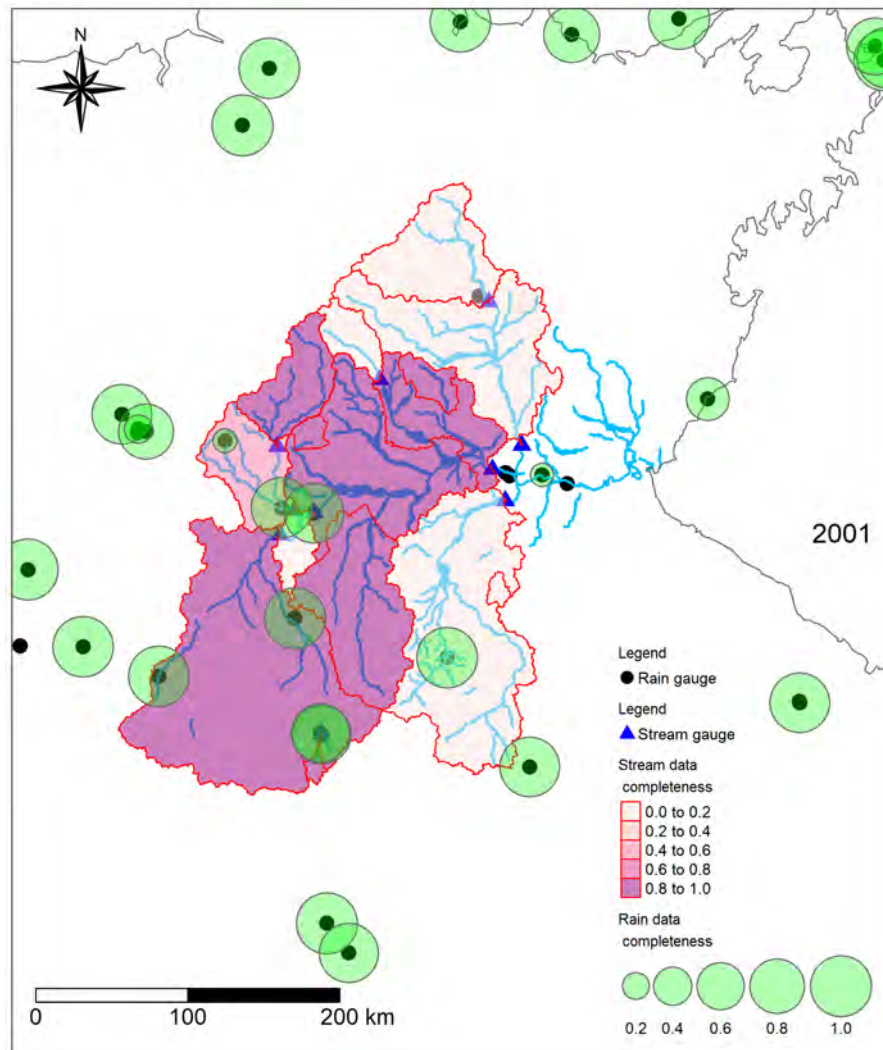 N
2001
Legend
Rain gauge
Legend
Stream gauge
Stream data
completeness
0.0 to 0.2
0.2 to 0.4
0.4 to 0.6
0.6 to 0.8
0.8 to 1.0
Rain data
completeness
0.2 0.4 0.6 0.8 1.0
0 100 200 km